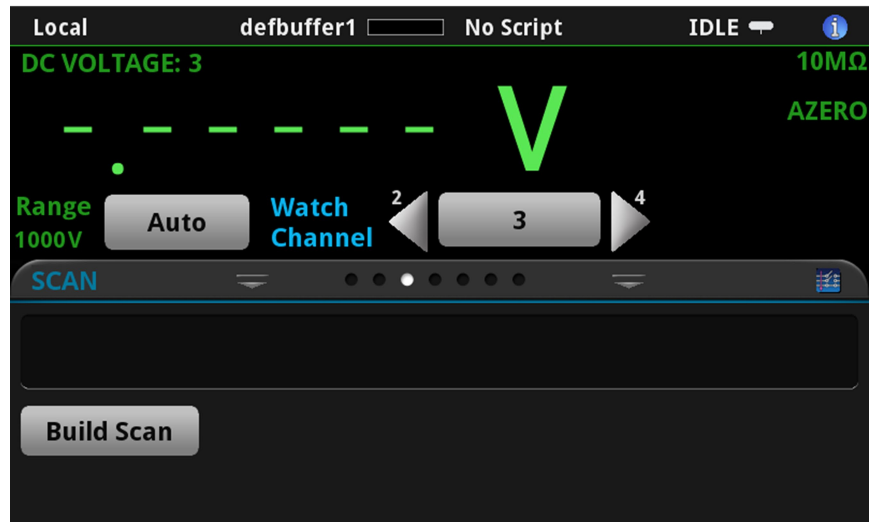 Local defbuffer1 No Script IDLE
DC VOLTAGE: 3 10MΩ
AZERO
-.----- V
Range Auto Watch 2 3 4
1000V Channel
SCAN
Build Scan